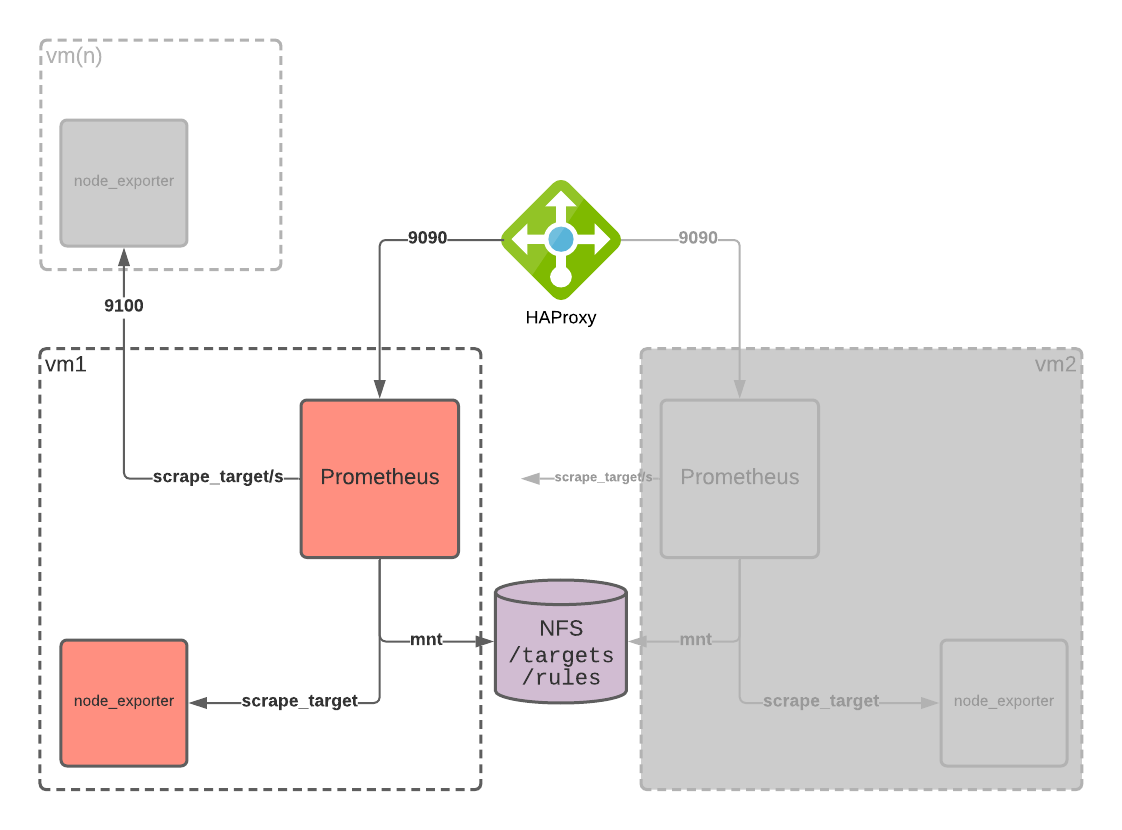 vm(n)
node_exporter
9090
9090
9100
HAProxy
vm1
vm2
scrape_target/s
Prometheus
scrape_target/s
Prometheus
NFS
/targets
/rules
mnt
mnt
node_exporter
scrape_target
scrape_target
node_exporter